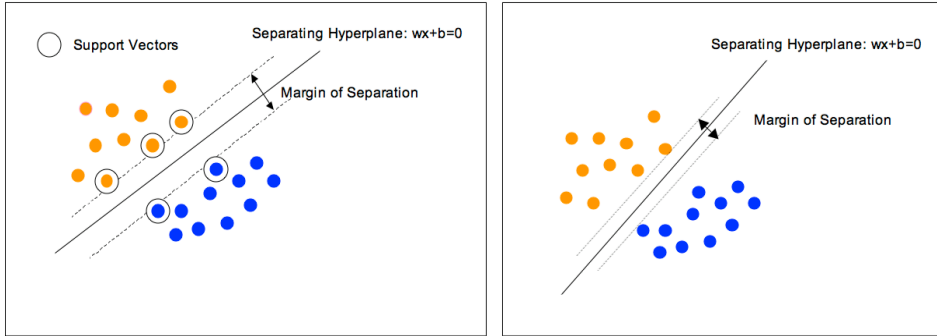 Support Vectors
Separating Hyperplane: wx+b=0
Margin of Separation
Separating Hyperplane: wx+b=0
Margin of Separation